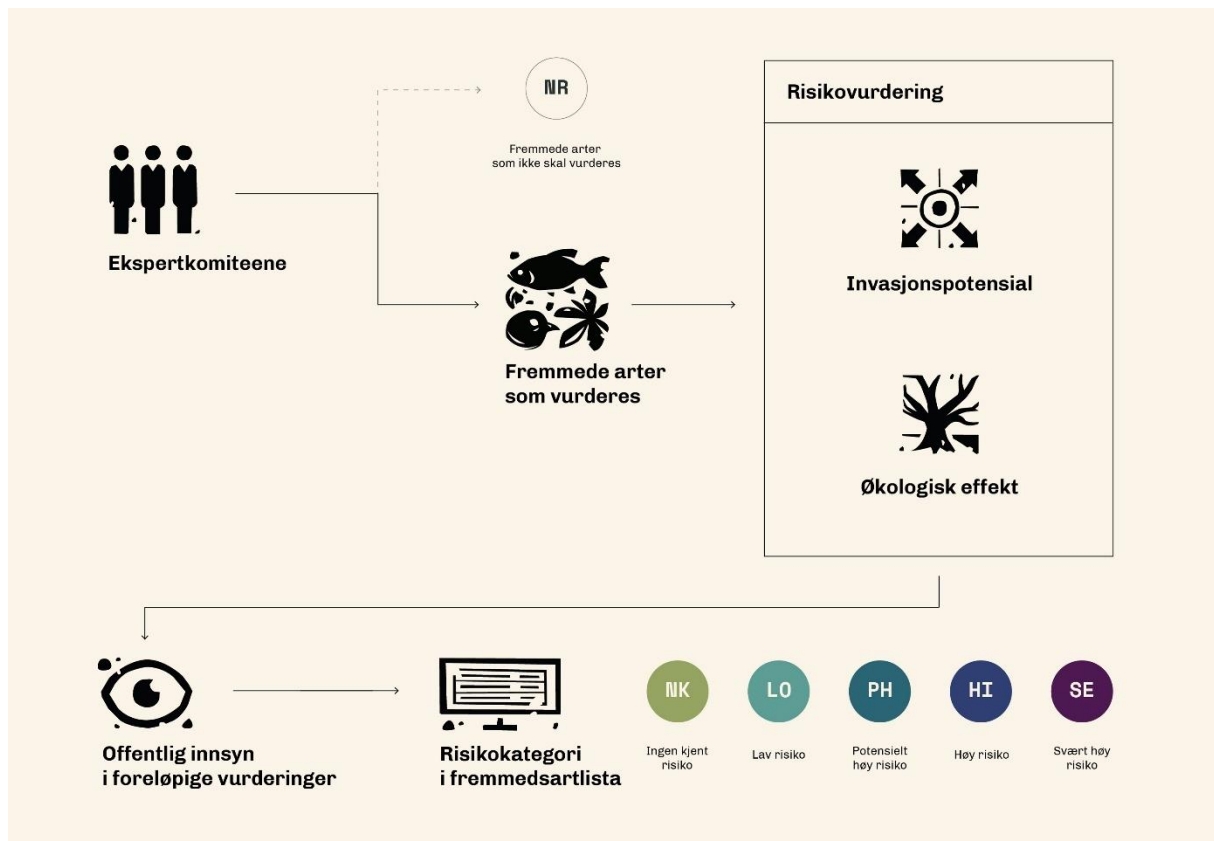 NR
Fremmede arter
som ikke skal vurderes
Risikovurdering
Ekspertkomiteene
Invasjonspotensial
Fremmede arter
som vurderes
Økologisk effekt
Offentlig innsyn
i foreløpige vurderinger
Risikokategori
i fremmedsartlista
NK
Ingen kjent
risiko
LO
Lav risiko
PH
Potensielt
høy risiko
HI
Høy risiko
SE
Svært høy
risiko